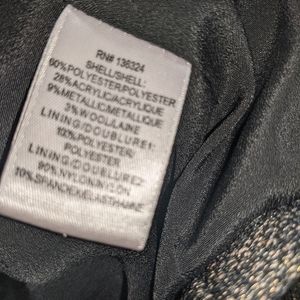 RN# 136324
SHELL/SHELL:
60%POLYESTER/POLYESTER
28%ACRYLIC/ACRYLIQUE
9%METALLIC/METALLIQUE
3%WOOL/LAINE
LINING/DOUBLURE1:
100%POLYESTER/
POLYESTER
LINING/DOUBLURE2:
90%NYLON/NYLON
10%SPANDEX/ELASTHANE